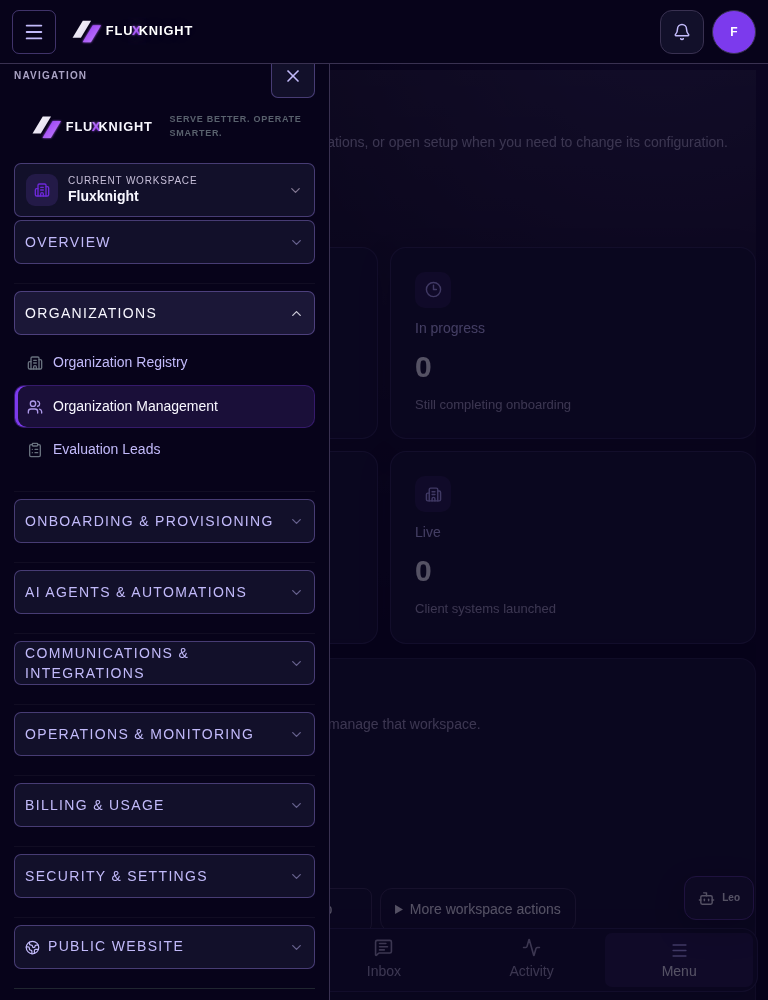 FLUXKNIGHT
F
NAVIGATION
FLUXKNIGHT
SERVE BETTER. OPERATE
SMARTER.
CURRENT WORKSPACE
Fluxknight
OVERVIEW
ORGANIZATIONS
Organization Registry
Organization Management
Evaluation Leads
ONBOARDING & PROVISIONING
AI AGENTS & AUTOMATIONS
COMMUNICATIONS &
INTEGRATIONS
OPERATIONS & MONITORING
BILLING & USAGE
SECURITY & SETTINGS
PUBLIC WEBSITE
or open setup when you need to change its configuration.
In progress
0
Still completing onboarding
Live
0
Client systems launched
manage that workspace.
More workspace actions
Leo
Inbox
Activity
Menu